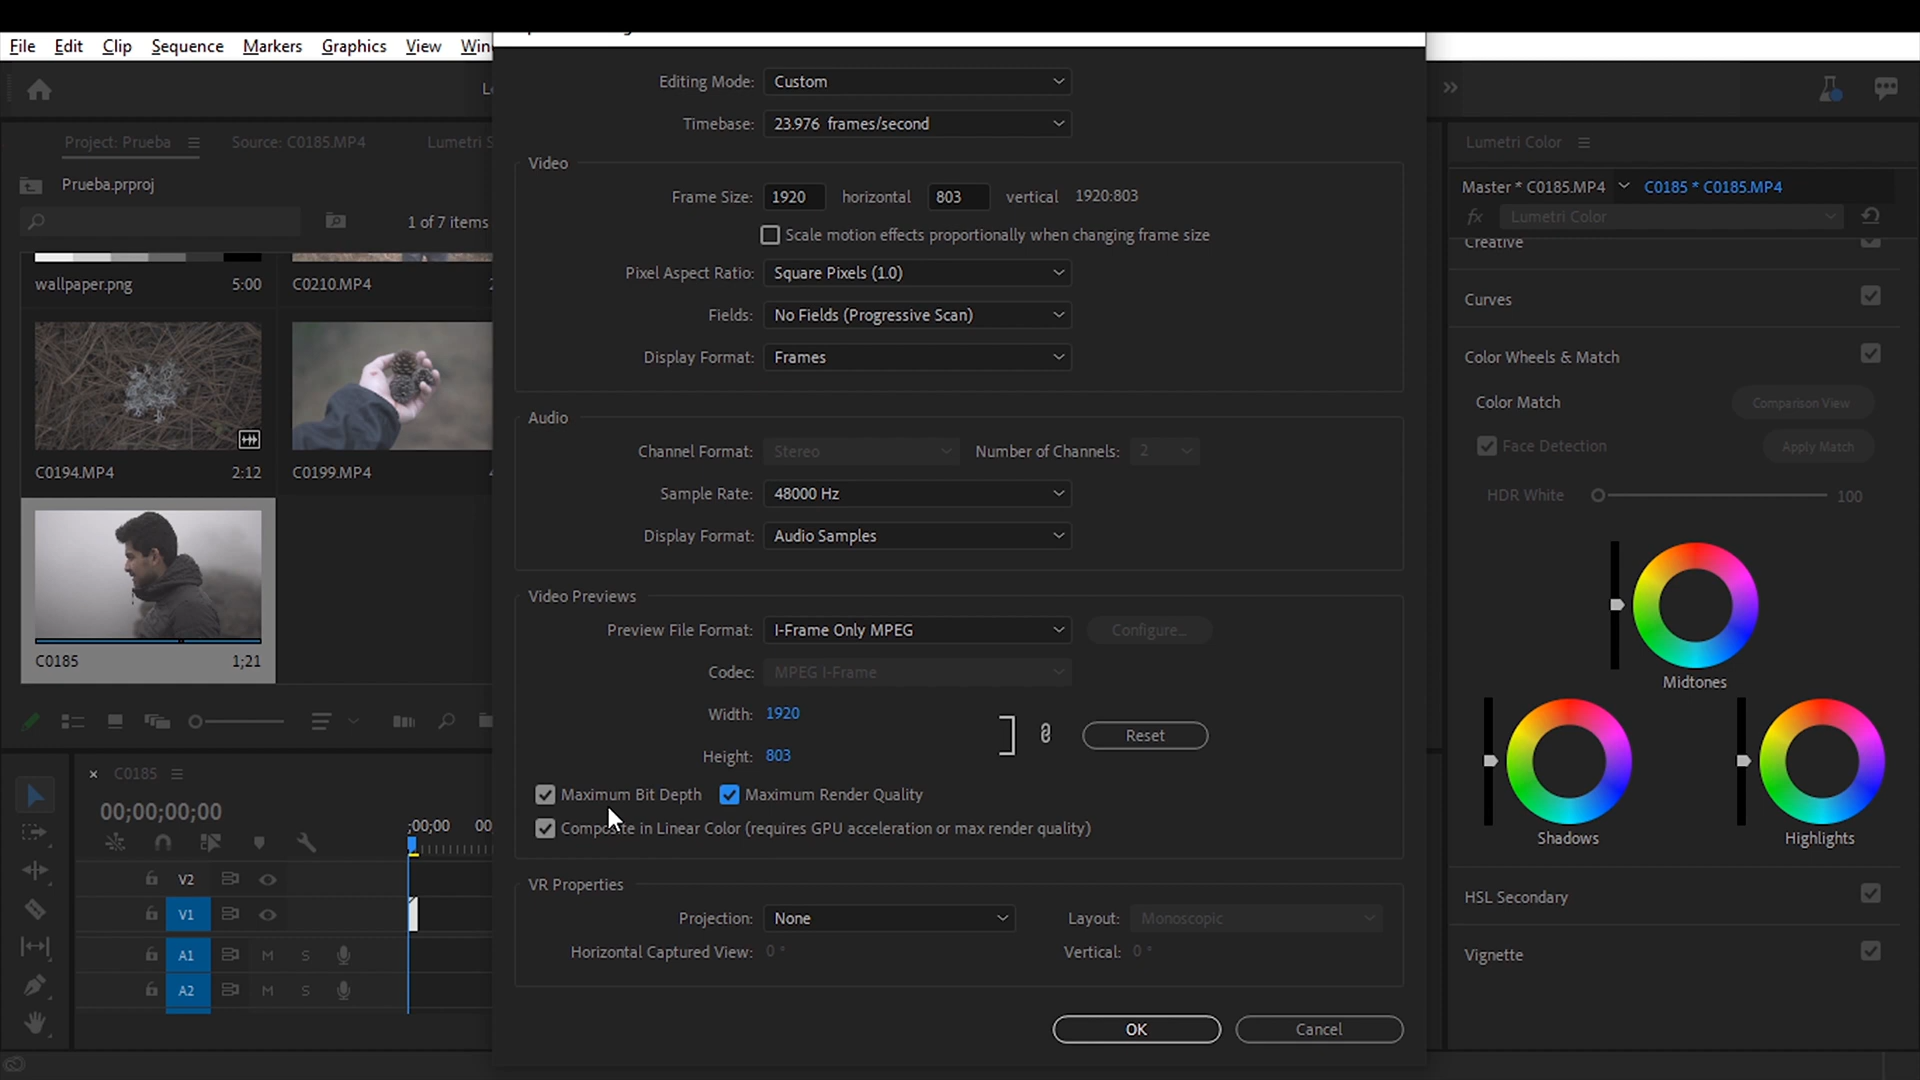 File Edit Clip Sequence Markers Graphics View Win
Project: Prueba
Source: C0185.MP4
Lumetri S
Prueba.prproj
1 of 7 items
wallpaper.png 5:00
C0210.MP4
C0194.MP4 2:12
C0199.MP4
C0185 1;21
C0185
00;00;00;00
;00;00 00
V2
V1
A1 M S
A2 M S
Editing Mode: Custom
Timebase: 23.976 frames/second
Video
Frame Size: 1920 horizontal 803 vertical 1920:803
Scale motion effects proportionally when changing frame size
Pixel Aspect Ratio: Square Pixels (1.0)
Fields: No Fields (Progressive Scan)
Display Format: Frames
Audio
Channel Format: Stereo Number of Channels: 2
Sample Rate: 48000 Hz
Display Format: Audio Samples
Video Previews
Preview File Format: I-Frame Only MPEG Configure...
Codec: MPEG I-Frame
Width: 1920
Height: 803
Reset
Maximum Bit Depth Maximum Render Quality
Composite in Linear Color (requires GPU acceleration or max render quality)
VR Properties
Projection: None Layout: Monoscopic
Horizontal Captured View: 0 ° Vertical: 0 °
OK Cancel
Lumetri Color
Master * C0185.MP4 C0185 * C0185.MP4
fx Lumetri Color
Creative
Curves
Color Wheels & Match
Color Match Comparison View
Face Detection Apply Match
HDR White 100
Midtones
Shadows Highlights
HSL Secondary
Vignette